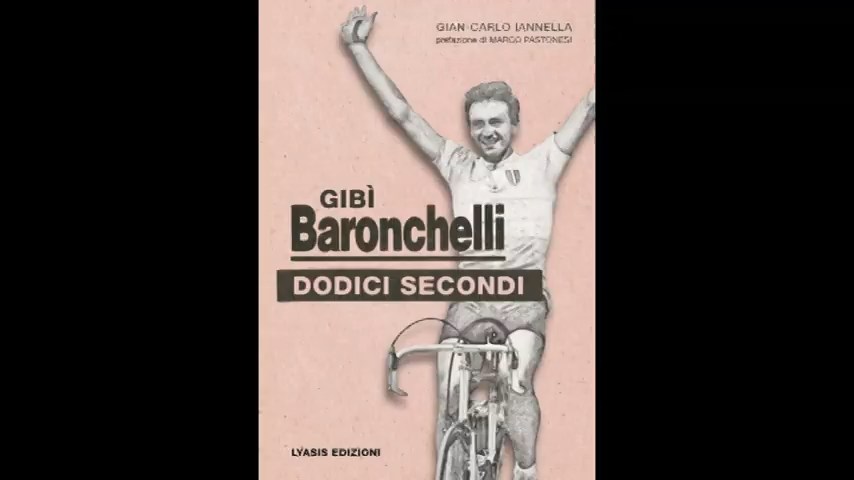 GIAN-CARLO IANNELLA
prefazione di MARCO PASTONESI
GIBÌ
Baronchelli
DODICI SECONDI
LYASIS EDIZIONI